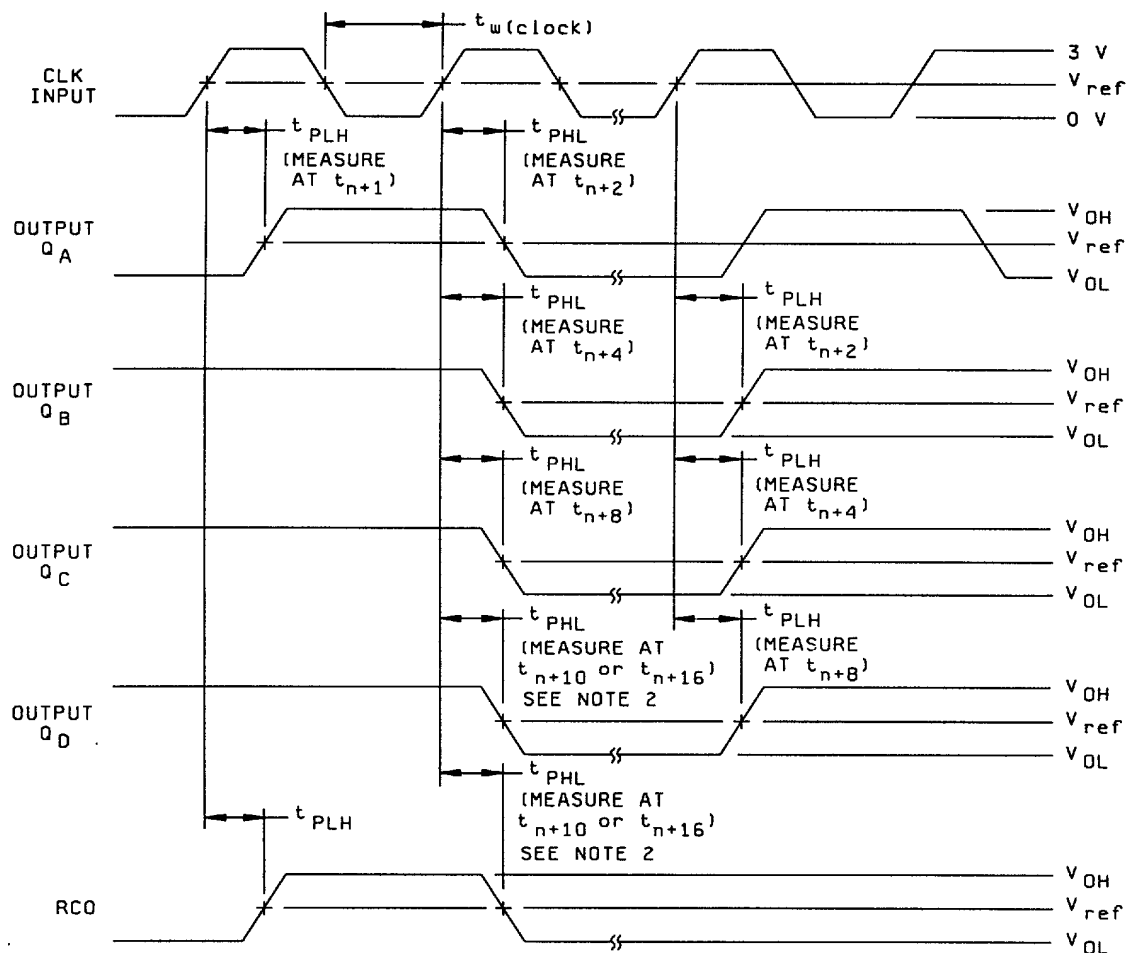 t w(clock)
CLK
INPUT
3 V
V ref
0 V
t PLH
(MEASURE
AT t n+1)
t PHL
(MEASURE
AT t n+2)
OUTPUT
Q A
V OH
V ref
V OL
t PHL
(MEASURE
AT t n+4)
t PLH
(MEASURE
AT t n+2)
OUTPUT
Q B
V OH
V ref
V OL
t PHL
(MEASURE
AT t n+8)
t PLH
(MEASURE
AT t n+4)
OUTPUT
Q C
V OH
V ref
V OL
t PHL
(MEASURE AT
t n+10 or t n+16)
SEE NOTE 2
t PLH
(MEASURE
AT t n+8)
OUTPUT
Q D
V OH
V ref
V OL
t PHL
(MEASURE AT
t n+10 or t n+16)
SEE NOTE 2
t PLH
RCO
V OH
V ref
V OL